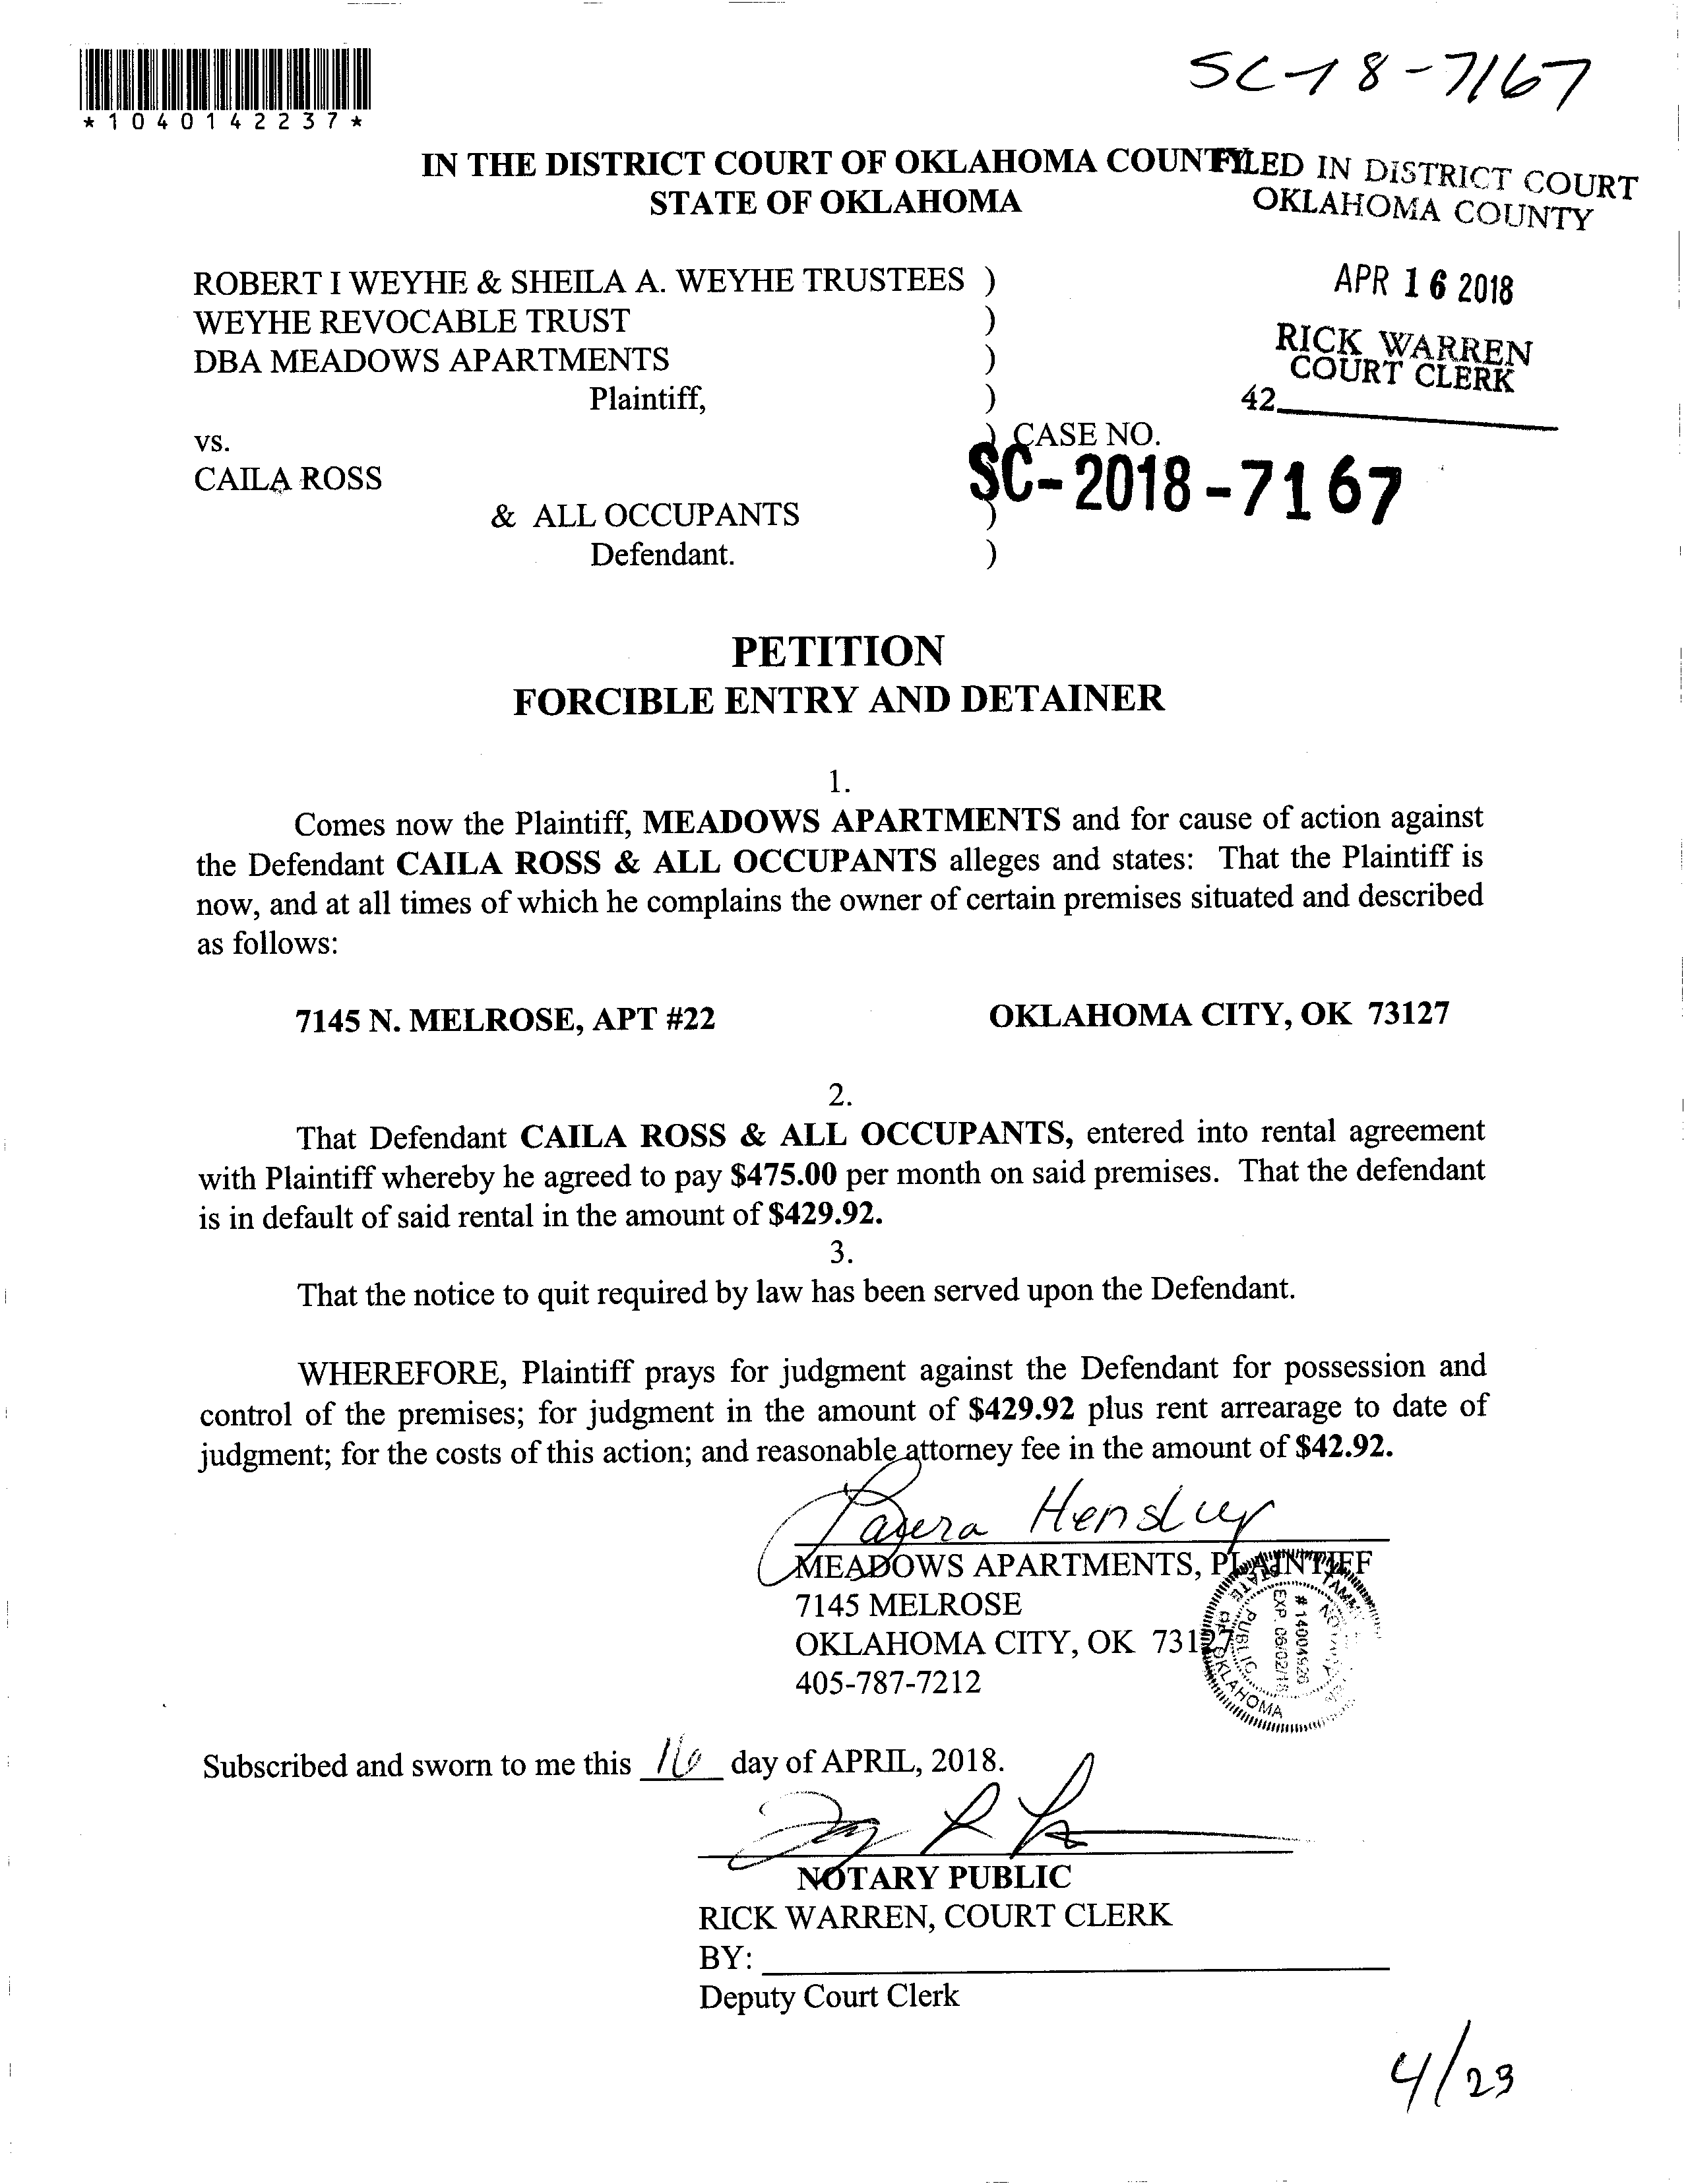 SC-18-7167
*1040142237*
IN THE DISTRICT COURT OF OKLAHOMA COUNTY
STATE OF OKLAHOMA
FILED IN DISTRICT COURT
OKLAHOMA COUNTY
APR 16 2018
RICK WARREN
COURT CLERK
42
ROBERT I WEYHE & SHEILA A. WEYHE TRUSTEES )
WEYHE REVOCABLE TRUST )
DBA MEADOWS APARTMENTS )
Plaintiff, )
vs. ) CASE NO.
CAILA ROSS SC-2018-7167
& ALL OCCUPANTS )
Defendant. )
PETITION
FORCIBLE ENTRY AND DETAINER
1.
Comes now the Plaintiff, MEADOWS APARTMENTS and for cause of action against
the Defendant CAILA ROSS & ALL OCCUPANTS alleges and states: That the Plaintiff is
now, and at all times of which he complains the owner of certain premises situated and described
as follows:
7145 N. MELROSE, APT #22 OKLAHOMA CITY, OK 73127
2.
That Defendant CAILA ROSS & ALL OCCUPANTS, entered into rental agreement
with Plaintiff whereby he agreed to pay $475.00 per month on said premises. That the defendant
is in default of said rental in the amount of $429.92.
3.
That the notice to quit required by law has been served upon the Defendant.
WHEREFORE, Plaintiff prays for judgment against the Defendant for possession and
control of the premises; for judgment in the amount of $429.92 plus rent arrearage to date of
judgment; for the costs of this action; and reasonable attorney fee in the amount of $42.92.
Hensley
MEADOWS APARTMENTS, PLAINTIFF
7145 MELROSE
OKLAHOMA CITY, OK 73127
405-787-7212
STATE OF OKLAHOMA
PUBLIC
EXP. 06/02/18
Subscribed and sworn to me this 16 day of APRIL, 2018.
NOTARY PUBLIC
RICK WARREN, COURT CLERK
BY:
Deputy Court Clerk
4/23